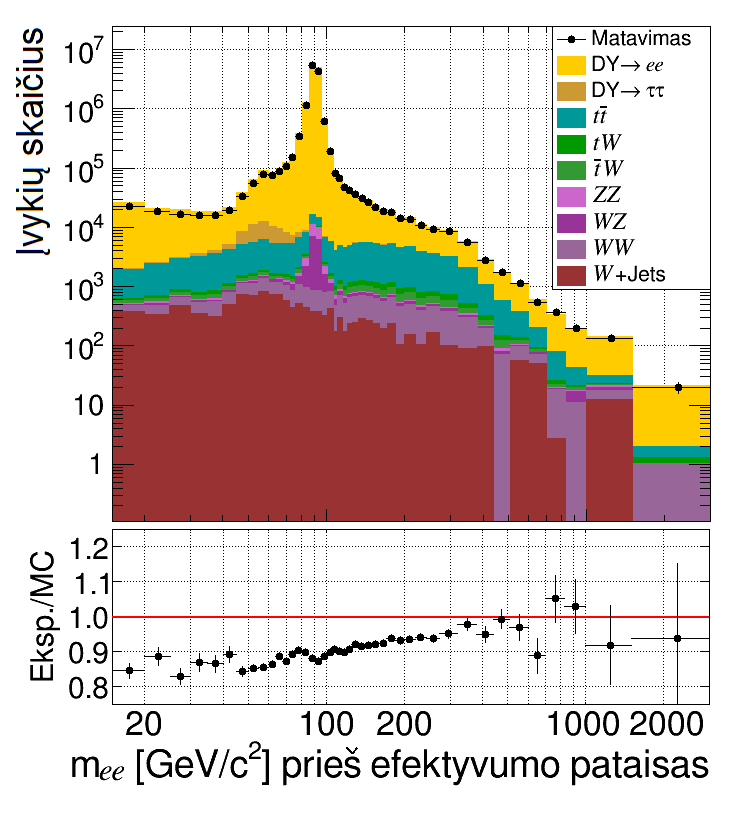 Įvykių skaičius
10⁷
10⁶
10⁵
10⁴
10³
10²
10
1
Matavimas
DY→ ee
DY→ ττ
tt̄
tW
t̄W
ZZ
WZ
WW
W+Jets
Eksp./MC
1.2
1.1
1.0
0.9
0.8
20 100 200 1000 2000
mₑₑ [GeV/c²] prieš efektyvumo pataisas